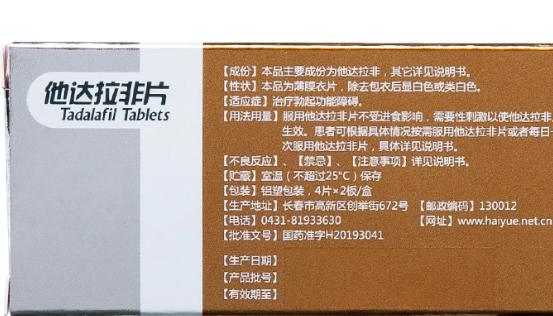 他达拉非片
Tadalafil Tablets
【成份】本品主要成份为他达拉非，其它详见说明书。
【性状】本品为薄膜衣片，除去包衣后显白色或类白色。
【适应症】治疗勃起功能障碍。
【用法用量】服用他达拉非片不受进食影响，需要性刺激以使他达拉非
生效。患者可根据具体情况按需服用他达拉非片或者每日一
次服用他达拉非片，具体详见说明书。
【不良反应】、【禁忌】、【注意事项】详见说明书。
【贮藏】室温（不超过25°C）保存
【包装】铝塑包装，4片×2板/盒
【生产地址】长春市高新区创举街672号 【邮政编码】130012
【电话】0431-81933630 【网址】www.haiyue.net.cn
【批准文号】国药准字H20193041
【生产日期】
【产品批号】
【有效期至】